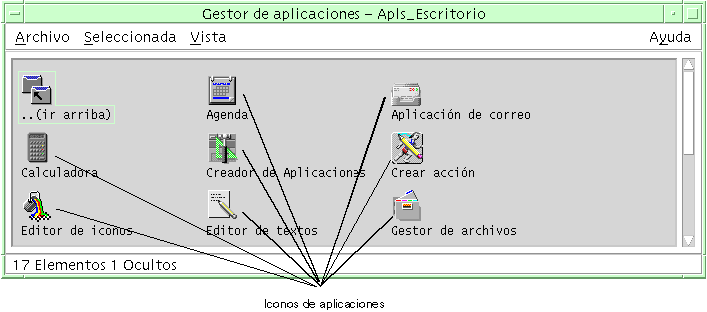 Gestor de aplicaciones – Apls_Escritorio
Archivo Seleccionada Vista Ayuda
..(ir arriba) Agenda Aplicación de correo
Calculadora Creador de Aplicaciones Crear acción
Editor de iconos Editor de textos Gestor de archivos
17 Elementos 1 Ocultos
Iconos de aplicaciones